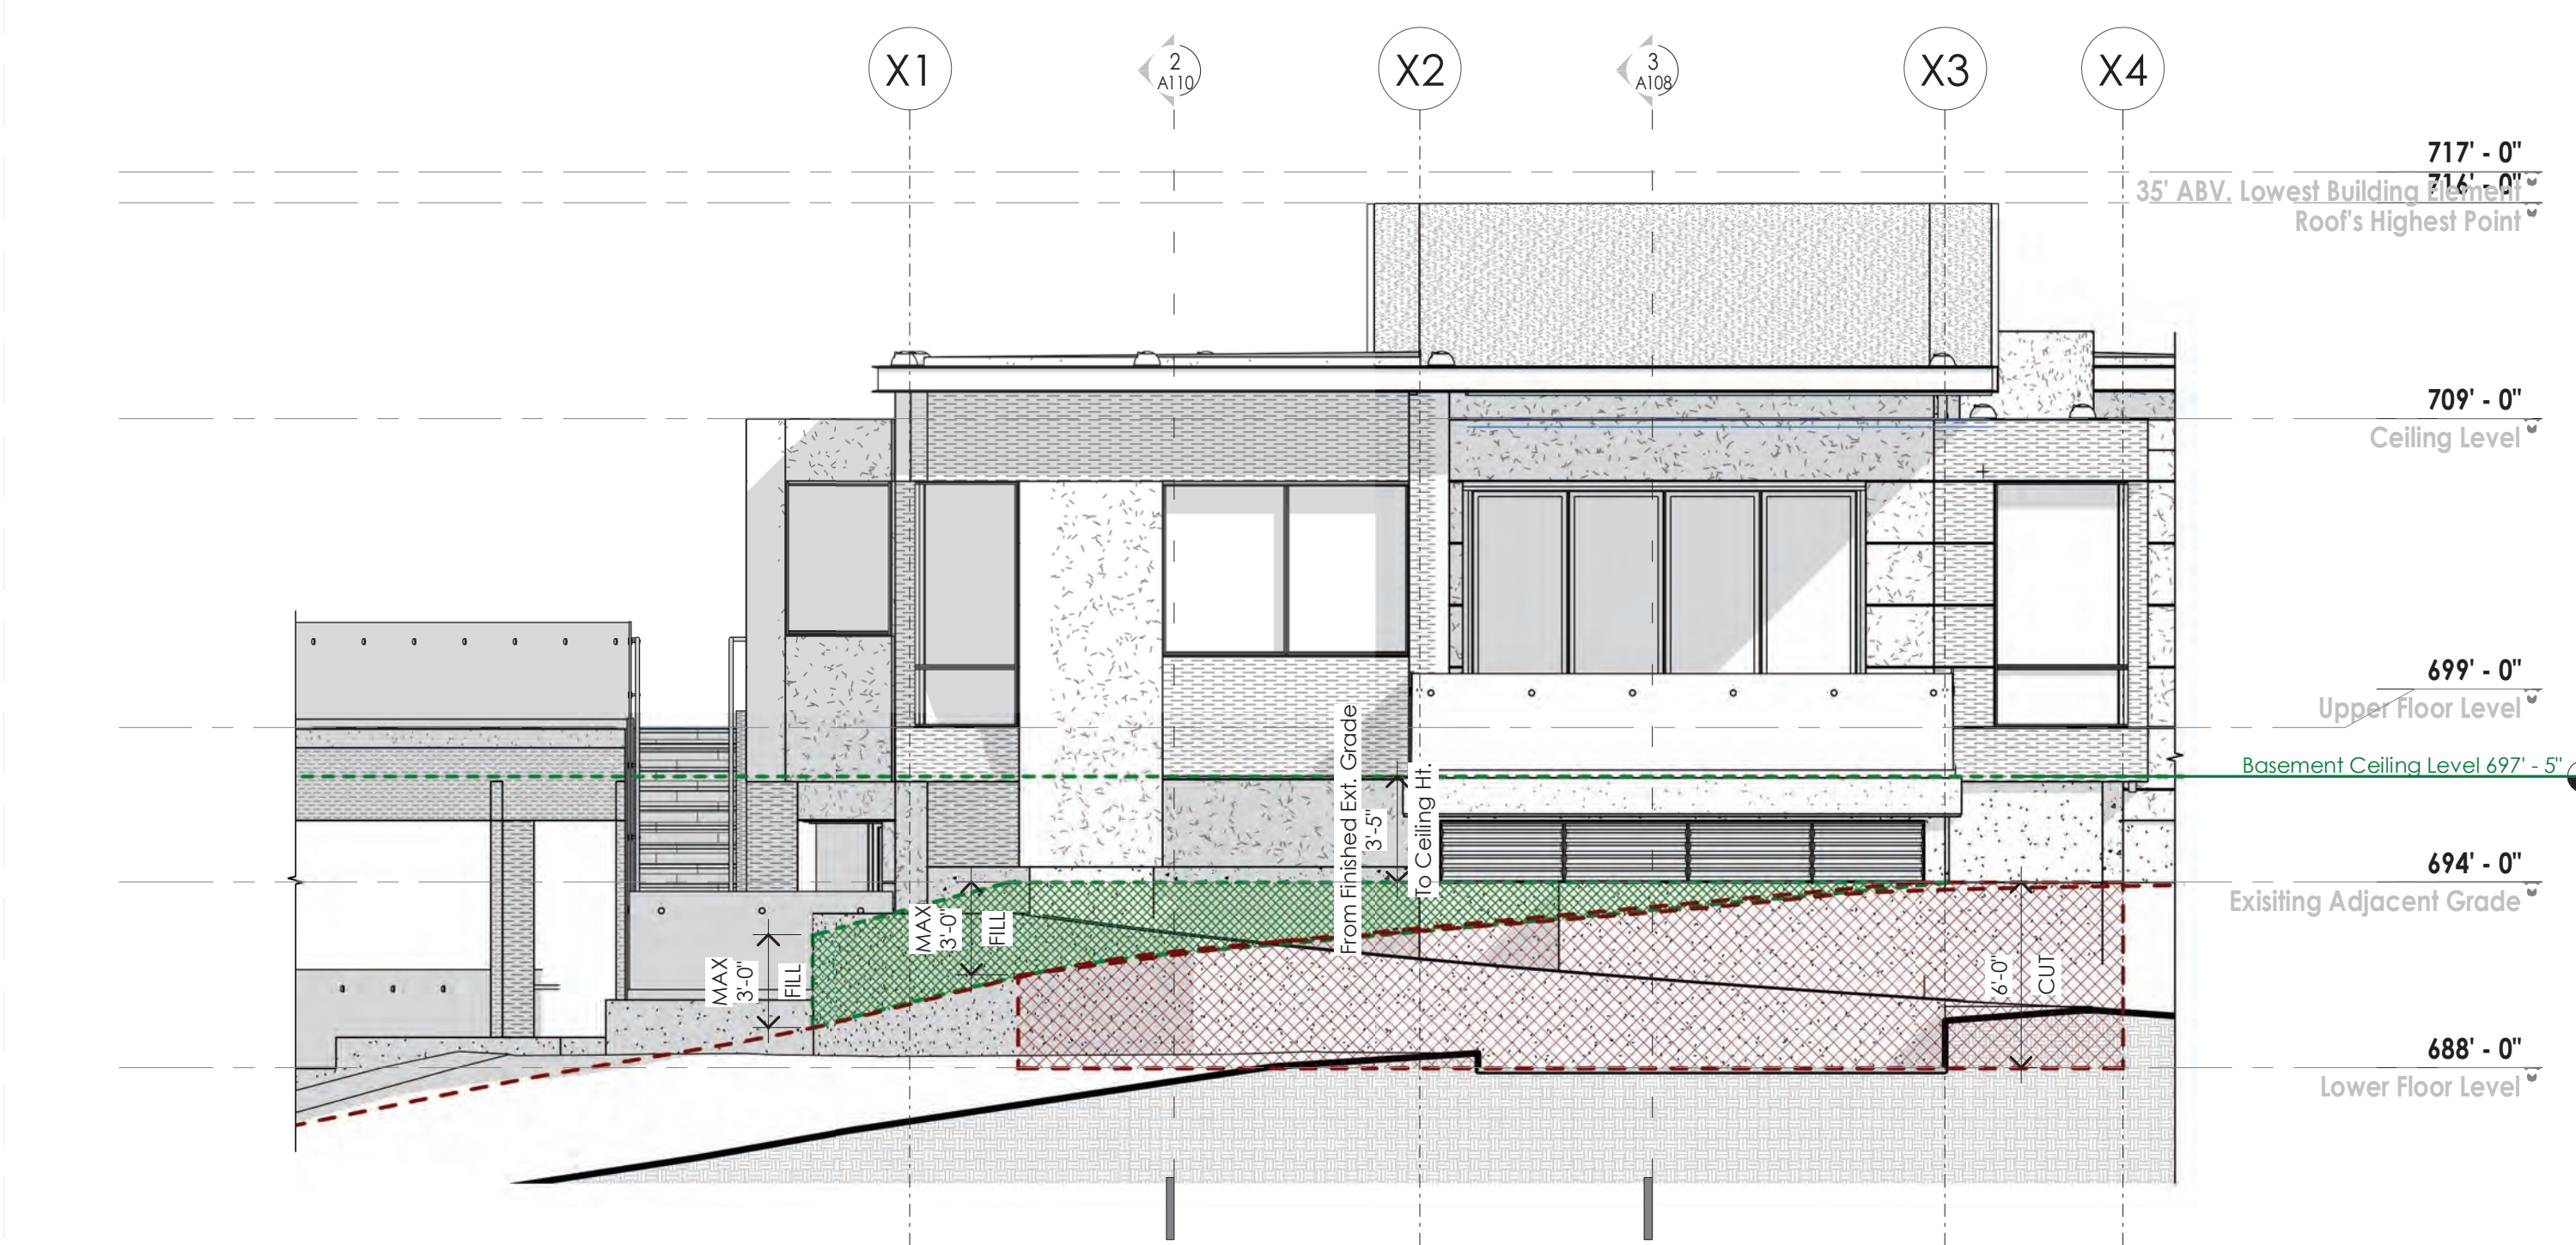 X1
2
A110
X2
3
A108
X3
X4
717' - 0"
35' ABV. Lowest Building Element
716' - 0"
Roof's Highest Point
709' - 0"
Ceiling Level
699' - 0"
Upper Floor Level
Basement Ceiling Level 697' - 5"
From Finished Ext. Grade
3'-5"
To Ceiling Ht.
694' - 0"
Exisiting Adjacent Grade
MAX
3'-0"
FILL
MAX
3'-0"
FILL
6'-0"
CUT
688' - 0"
Lower Floor Level